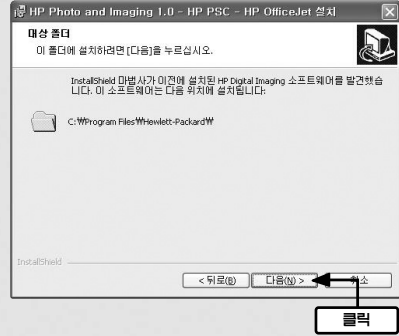 HP Photo and Imaging 1.0 - HP PSC - HP OfficeJet 설치
대상 폴더
이 폴더에 설치하려면 [다음]을 누르십시오.
InstallShield 마법사가 이전에 설치된 HP Digital Imaging 소프트웨어를 발견했습
니다. 이 소프트웨어는 다음 위치에 설치됩니다:
C:₩Program Files₩Hewlett-Packard₩
InstallShield
< 뒤로(B) 다음(N) > 취소
클릭